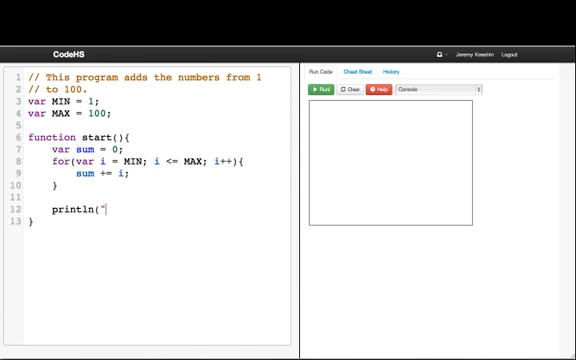 CodeHS
Jeremy Keeshin
Logout
1 // This program adds the numbers from 1
2 // to 100.
3 var MIN = 1;
4 var MAX = 100;
5
6 function start(){
7 var sum = 0;
8 for(var i = MIN; i <= MAX; i++){
9 sum += i;
10 }
11
12 println("
13 }
Run Code
Cheat Sheet
History
Run!
Clear
Help
Console